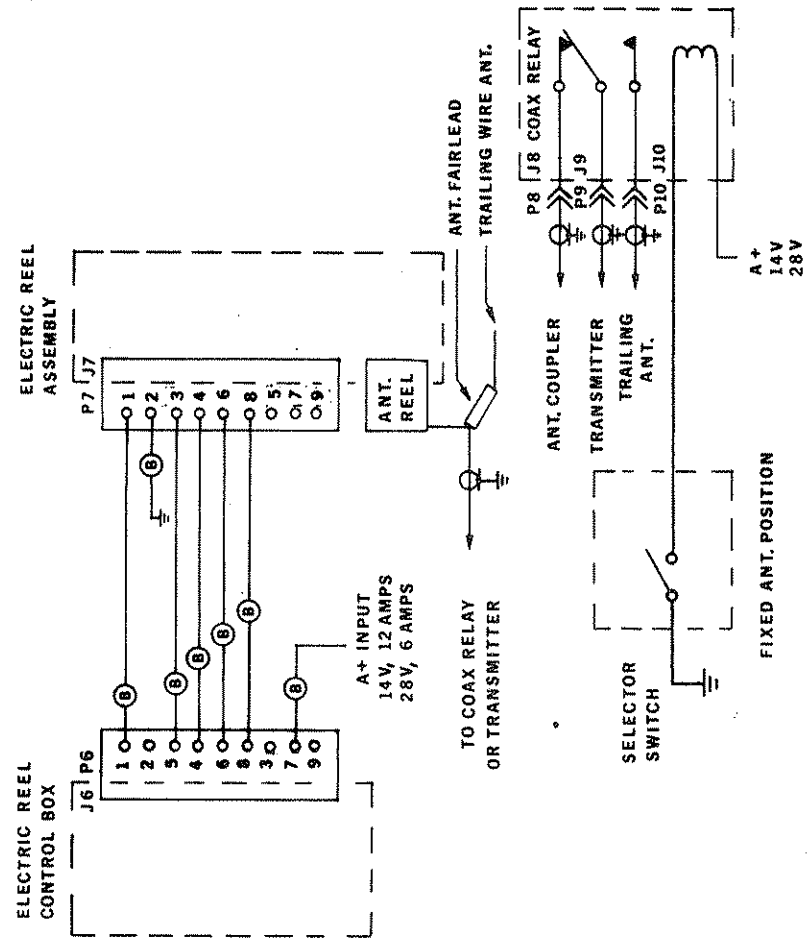 ELECTRIC REEL
CONTROL BOX
J6
P6
1
2
5
4
6
8
3
7
9
B
B
B
B
B
B
B
A+ INPUT
14V, 12 AMPS
28V, 6 AMPS
ELECTRIC REEL
ASSEMBLY
P7
J7
1
2
3
4
6
8
5
7
9
ANT.
REEL
ANT. FAIRLEAD
TRAILING WIRE ANT.
TO COAX RELAY
OR TRANSMITTER
ANT. COUPLER
TRANSMITTER
TRAILING
ANT.
P8
J8
COAX RELAY
P9
J9
P10
J10
A+
14V
28V
SELECTOR
SWITCH
FIXED ANT. POSITION